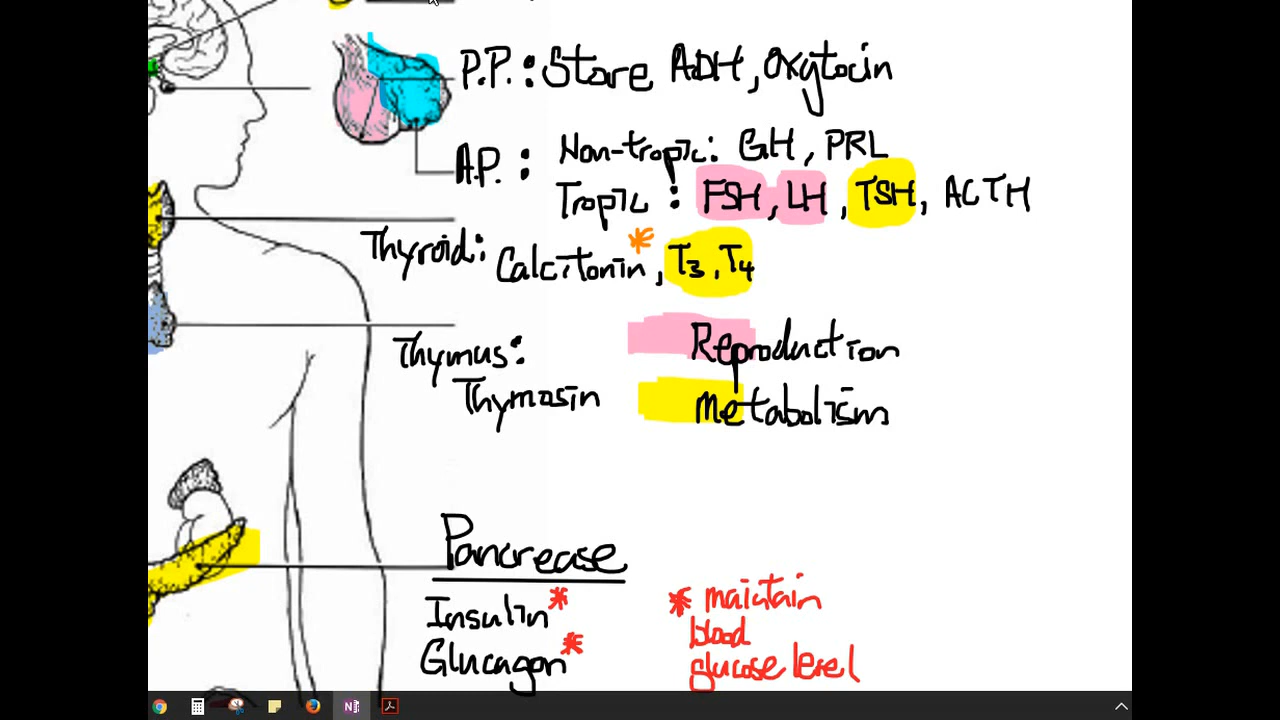 P.P. : Store ADH, Oxytocin
A.P. : Non-tropic: GH, PRL
Tropic : FSH, LH, TSH, ACTH
Thyroid: Calcitonin*, T3, T4
Thymus:
Thymosin
Reproduction
Metabolism
Pancrease
Insulin*
Glucagon*
* maintain
blood
glucose level